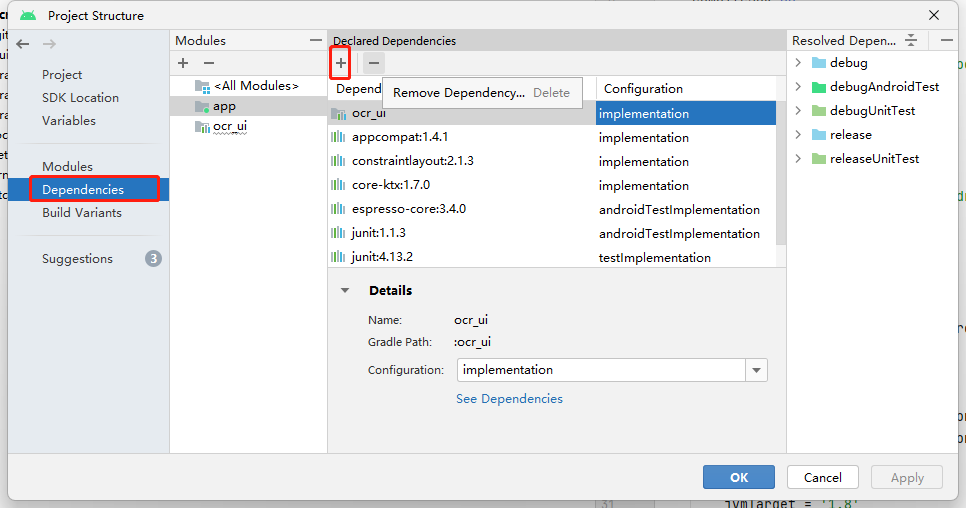 Project Structure
Project
SDK Location
Variables
Modules
Dependencies
Build Variants
Suggestions
3
Modules
<All Modules>
app
ocr_ui
Declared Dependencies
Remove Dependency... Delete
Depend
Configuration
ocr_ui
implementation
appcompat:1.4.1
implementation
constraintlayout:2.1.3
implementation
core-ktx:1.7.0
implementation
espresso-core:3.4.0
androidTestImplementation
junit:1.1.3
androidTestImplementation
junit:4.13.2
testImplementation
Details
Name:
ocr_ui
Gradle Path:
:ocr_ui
Configuration:
implementation
See Dependencies
Resolved Depen...
debug
debugAndroidTest
debugUnitTest
release
releaseUnitTest
OK
Cancel
Apply
31
jvmTarget = '1.8'